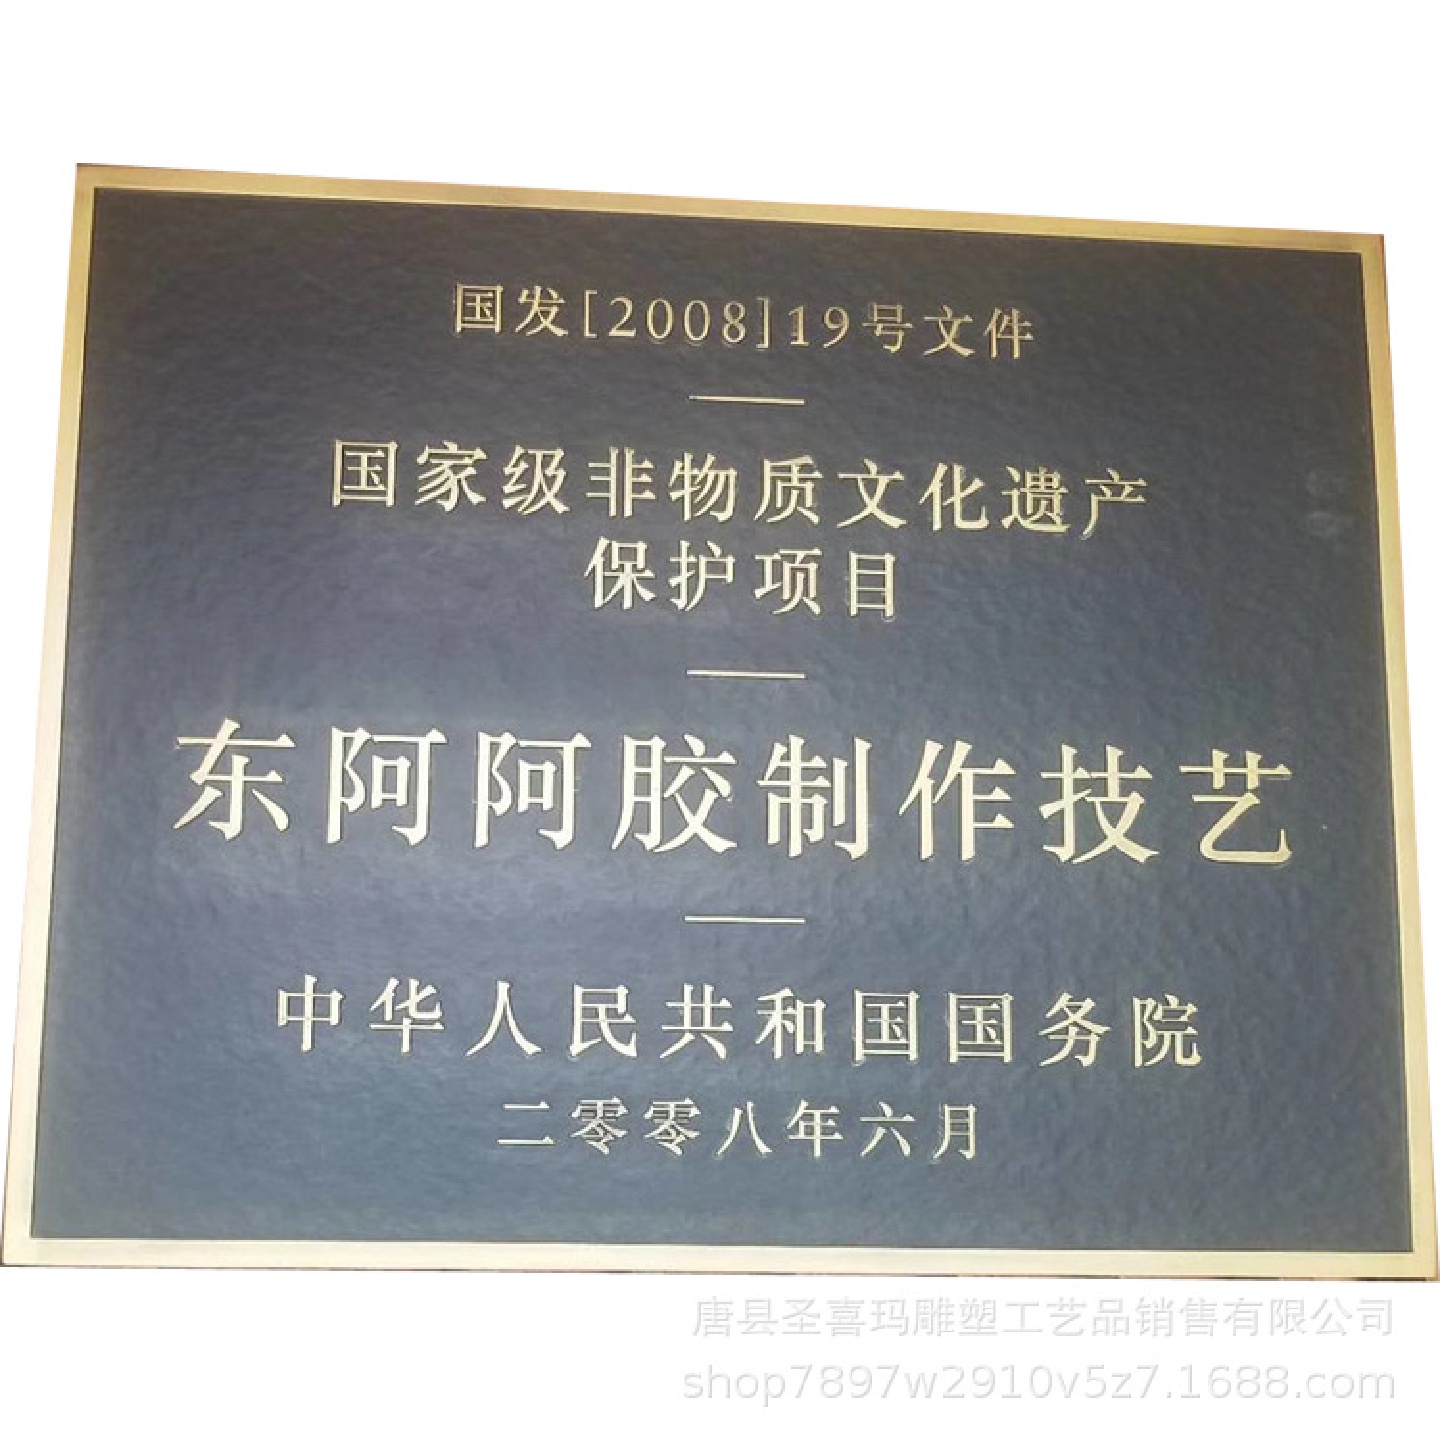 国发[2008]19号文件
国家级非物质文化遗产
保护项目
东阿阿胶制作技艺
中华人民共和国国务院
二零零八年六月
唐县圣喜玛雕塑工艺品销售有限公司
shop7897w2910v5z7.1688.com